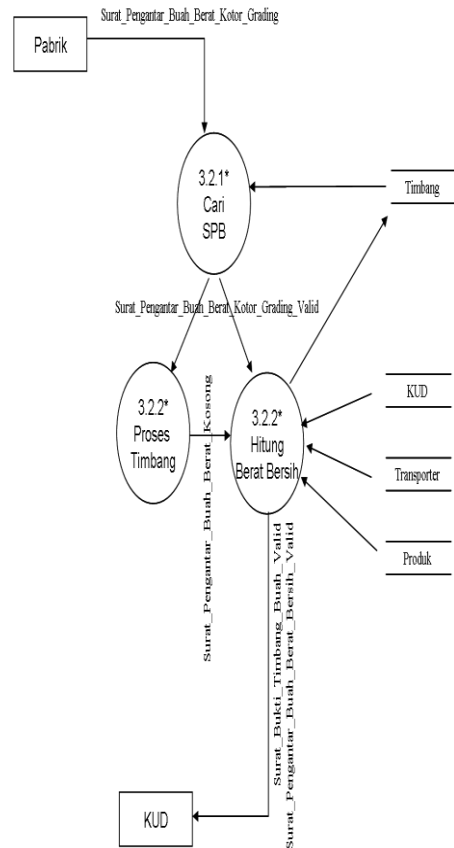 Surat_Pengantar_Buah_Berat_Kotor_Grading
Pabrik
3.2.1*
Cari
SPB
Timbang
Surat_Pengantar_Buah_Berat_Kotor_Grading_Valid
3.2.2*
Proses
Timbang
Surat_Pengantar_Buah_Berat_Kosong
3.2.2*
Hitung
Berat Bersih
KUD
Transporter
Produk
Surat_Bukti_Timbang_Buah_Valid
Surat_Pengantar_Buah_Berat_Bersih_Valid
KUD